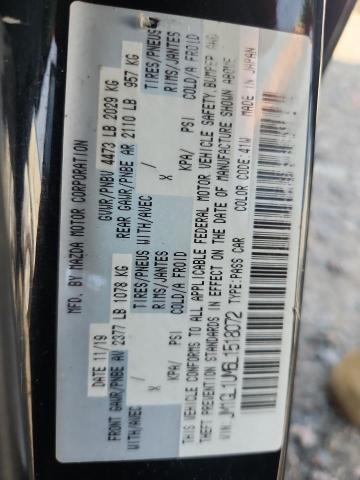 MFD. BY MAZDA MOTOR CORPORATION
DATE 11/19 GVWR/PNBV 4473 LB 2029 KG
FRONT GAWR/PNBE AV 2377 LB 1078 KG REAR GAWR/PNBE AR 2110 LB 957 KG
WITH/AVEC TIRES/PNEUS WITH/AVEC TIRES/PNEUS
/ X RIMS/JANTES / X RIMS/JANTES
KPA/ PSI COLD/A FROID KPA/ PSI COLD/A FROID
THIS VEHICLE CONFORMS TO ALL APPLICABLE FEDERAL MOTOR VEHICLE SAFETY, BUMPER, AND
THEFT PREVENTION STANDARDS IN EFFECT ON THE DATE OF MANUFACTURE SHOWN ABOVE
VIN: JM1GL1UM6L1518072 TYPE:PASS CAR COLOR CODE:41W MADE IN JAPAN